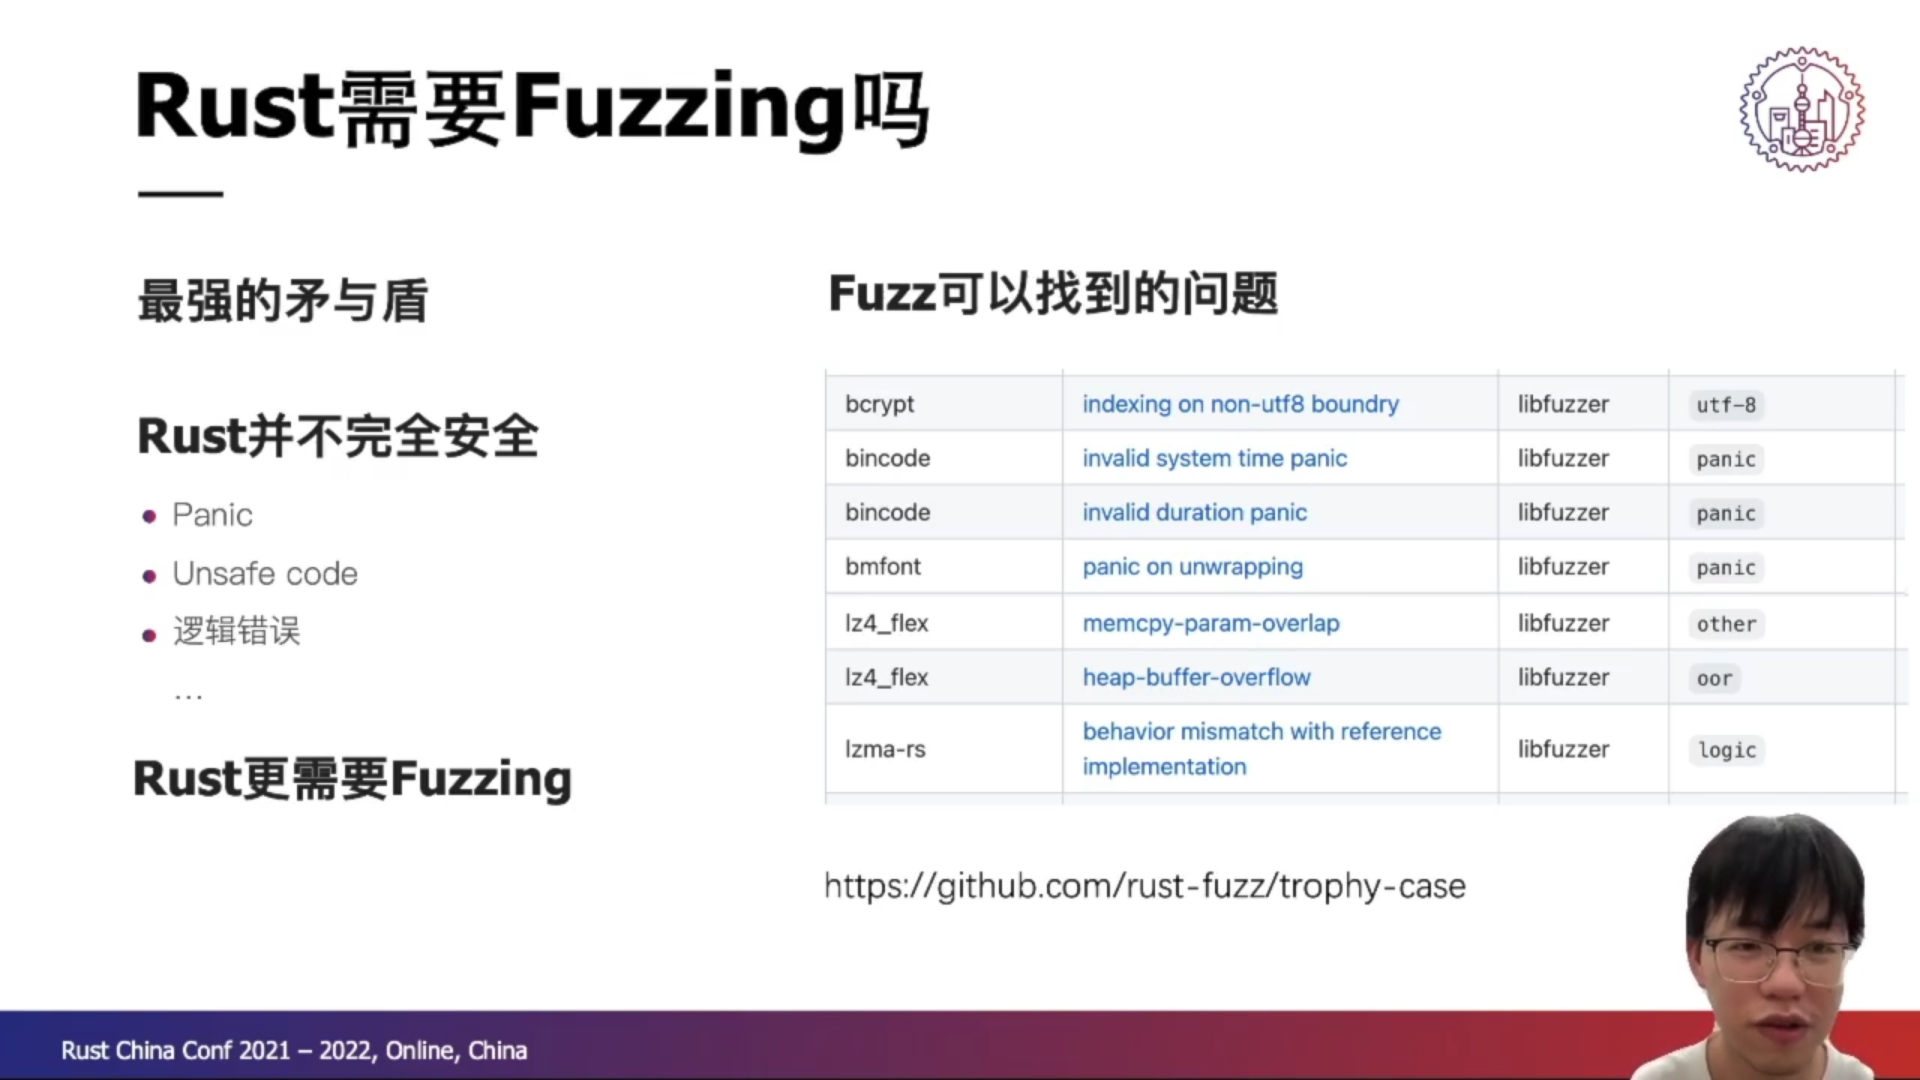 Rust需要Fuzzing吗
最强的矛与盾
Rust并不完全安全
Panic
Unsafe code
逻辑错误
...
Rust更需要Fuzzing
Fuzz可以找到的问题
bcrypt indexing on non-utf8 boundry libfuzzer utf-8
bincode invalid system time panic libfuzzer panic
bincode invalid duration panic libfuzzer panic
bmfont panic on unwrapping libfuzzer panic
lz4_flex memcpy-param-overlap libfuzzer other
lz4_flex heap-buffer-overflow libfuzzer oor
lzma-rs behavior mismatch with reference libfuzzer logic
implementation
https://github.com/rust-fuzz/trophy-case
Rust China Conf 2021 – 2022, Online, China